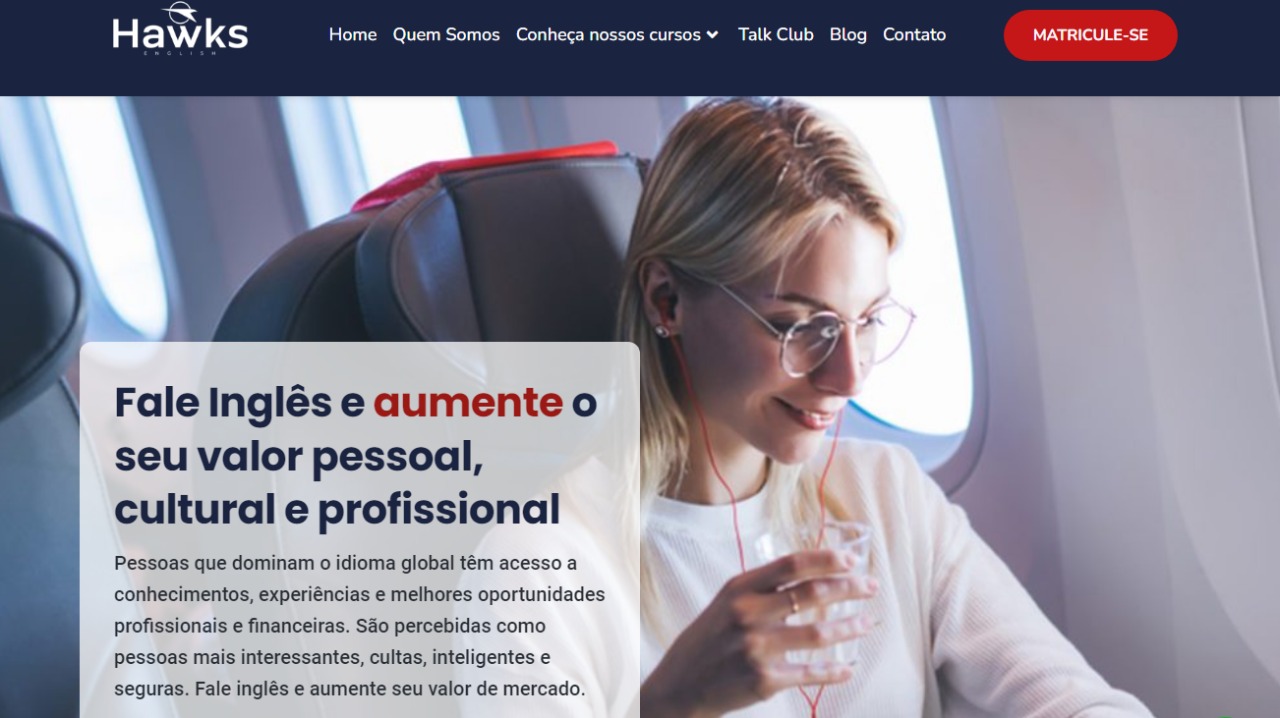 Hawks
ENGLISH
Home Quem Somos Conheça nossos cursos Talk Club Blog Contato
MATRICULE-SE
Fale Inglês e aumente o
seu valor pessoal,
cultural e profissional
Pessoas que dominam o idioma global têm acesso a
conhecimentos, experiências e melhores oportunidades
profissionais e financeiras. São percebidas como
pessoas mais interessantes, cultas, inteligentes e
seguras. Fale inglês e aumente seu valor de mercado.